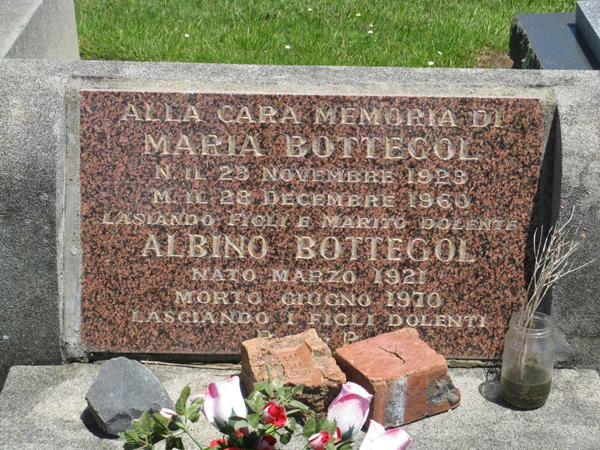 ALLA CARA MEMORIA DI
MARIA BOTTEGOL
N. IL 25 NOVEMBRE 1929
M. IL 28 DECEMBRE 1960
LASIANDO FIGLI E MARITO DOLENTE
ALBINO BOTTEGOL
NATO MARZO 1921
MORTO GIUGNO 1970
LASCIANDO I FIGLI DOLENTI